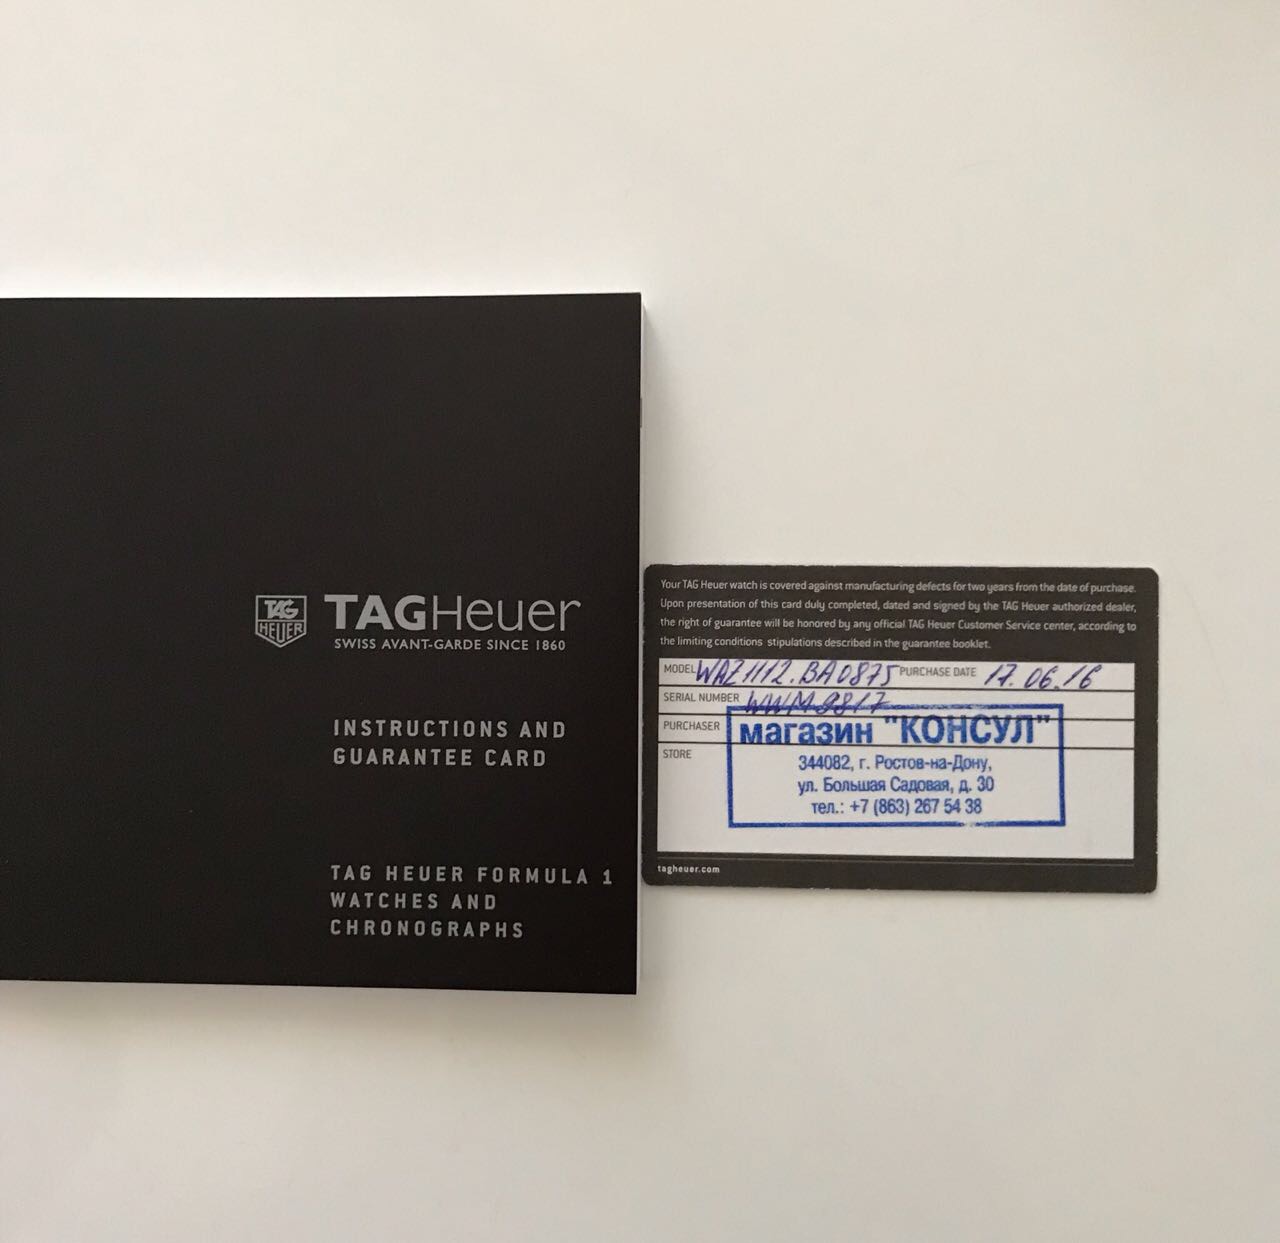 TAG
HEUER
TAGHeuer
SWISS AVANT-GARDE SINCE 1860
INSTRUCTIONS AND
GUARANTEE CARD
TAG HEUER FORMULA 1
WATCHES AND
CHRONOGRAPHS
Your TAG Heuer watch is covered against manufacturing defects for two years from the date of purchase.
Upon presentation of this card duly completed, dated and signed by the TAG Heuer authorized dealer,
the right of guarantee will be honored by any official TAG Heuer Customer Service center, according to
the limiting conditions stipulations described in the guarantee booklet.
MODEL WAZ1112.BA0875 PURCHASE DATE 17.06.16
SERIAL NUMBER WWM9817
PURCHASER
STORE
магазин "КОНСУЛ"
344082, г. Ростов-на-Дону,
ул. Большая Садовая, д. 30
тел.: +7 (863) 267 54 38
tagheuer.com